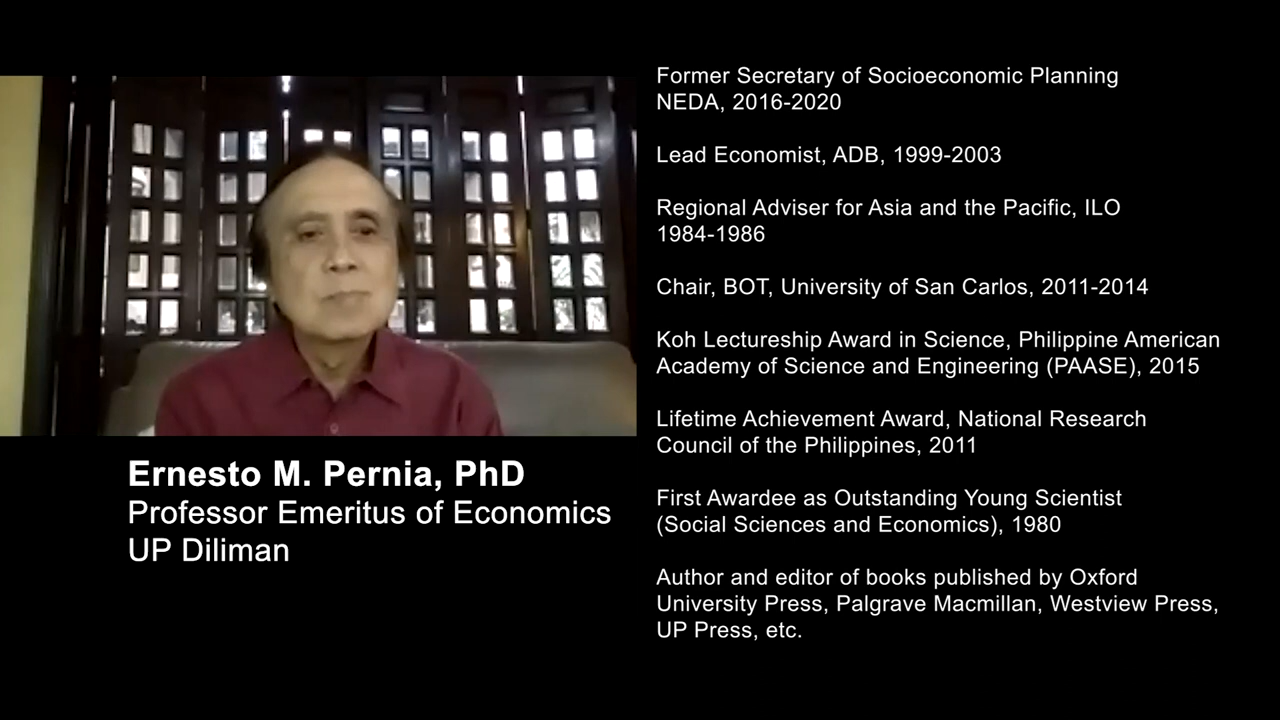 Ernesto M. Pernia, PhD
Professor Emeritus of Economics
UP Diliman
Former Secretary of Socioeconomic Planning
NEDA, 2016-2020
Lead Economist, ADB, 1999-2003
Regional Adviser for Asia and the Pacific, ILO
1984-1986
Chair, BOT, University of San Carlos, 2011-2014
Koh Lectureship Award in Science, Philippine American
Academy of Science and Engineering (PAASE), 2015
Lifetime Achievement Award, National Research
Council of the Philippines, 2011
First Awardee as Outstanding Young Scientist
(Social Sciences and Economics), 1980
Author and editor of books published by Oxford
University Press, Palgrave Macmillan, Westview Press,
UP Press, etc.